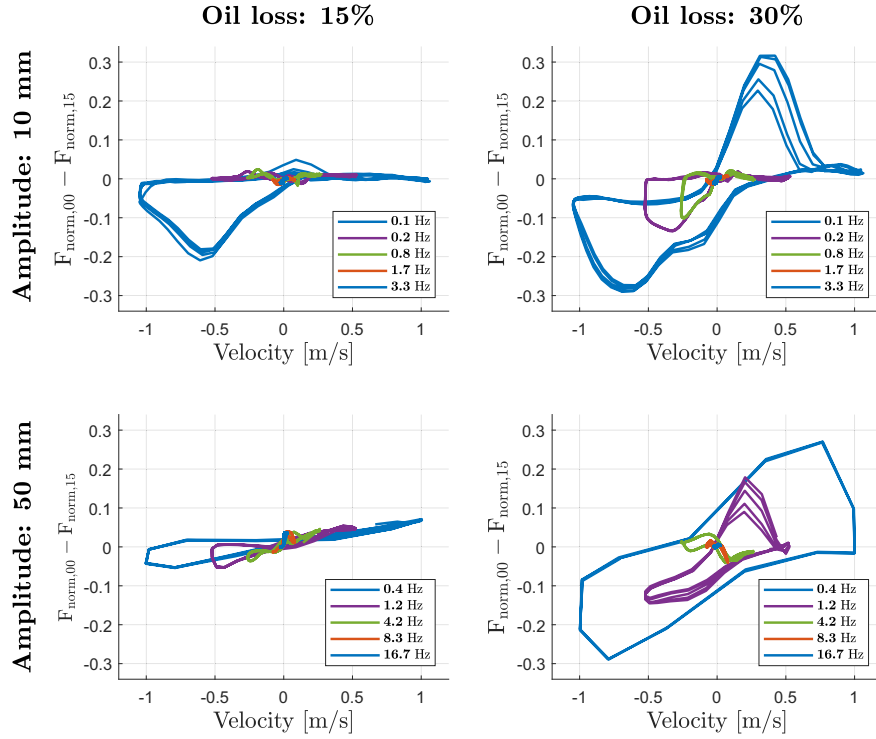 Oil loss: 15%
Oil loss: 30%
Amplitude: 10 mm
F_norm,00 − F_norm,15
0.3
0.2
0.1
0
-0.1
-0.2
-0.3
0.1 Hz
0.2 Hz
0.8 Hz
1.7 Hz
3.3 Hz
-1
-0.5
0
0.5
1
Velocity [m/s]
F_norm,00 − F_norm,15
0.3
0.2
0.1
0
-0.1
-0.2
-0.3
0.1 Hz
0.2 Hz
0.8 Hz
1.7 Hz
3.3 Hz
-1
-0.5
0
0.5
1
Velocity [m/s]
Amplitude: 50 mm
F_norm,00 − F_norm,15
0.3
0.2
0.1
0
-0.1
-0.2
-0.3
0.4 Hz
1.2 Hz
4.2 Hz
8.3 Hz
16.7 Hz
-1
-0.5
0
0.5
1
Velocity [m/s]
F_norm,00 − F_norm,15
0.3
0.2
0.1
0
-0.1
-0.2
-0.3
0.4 Hz
1.2 Hz
4.2 Hz
8.3 Hz
16.7 Hz
-1
-0.5
0
0.5
1
Velocity [m/s]